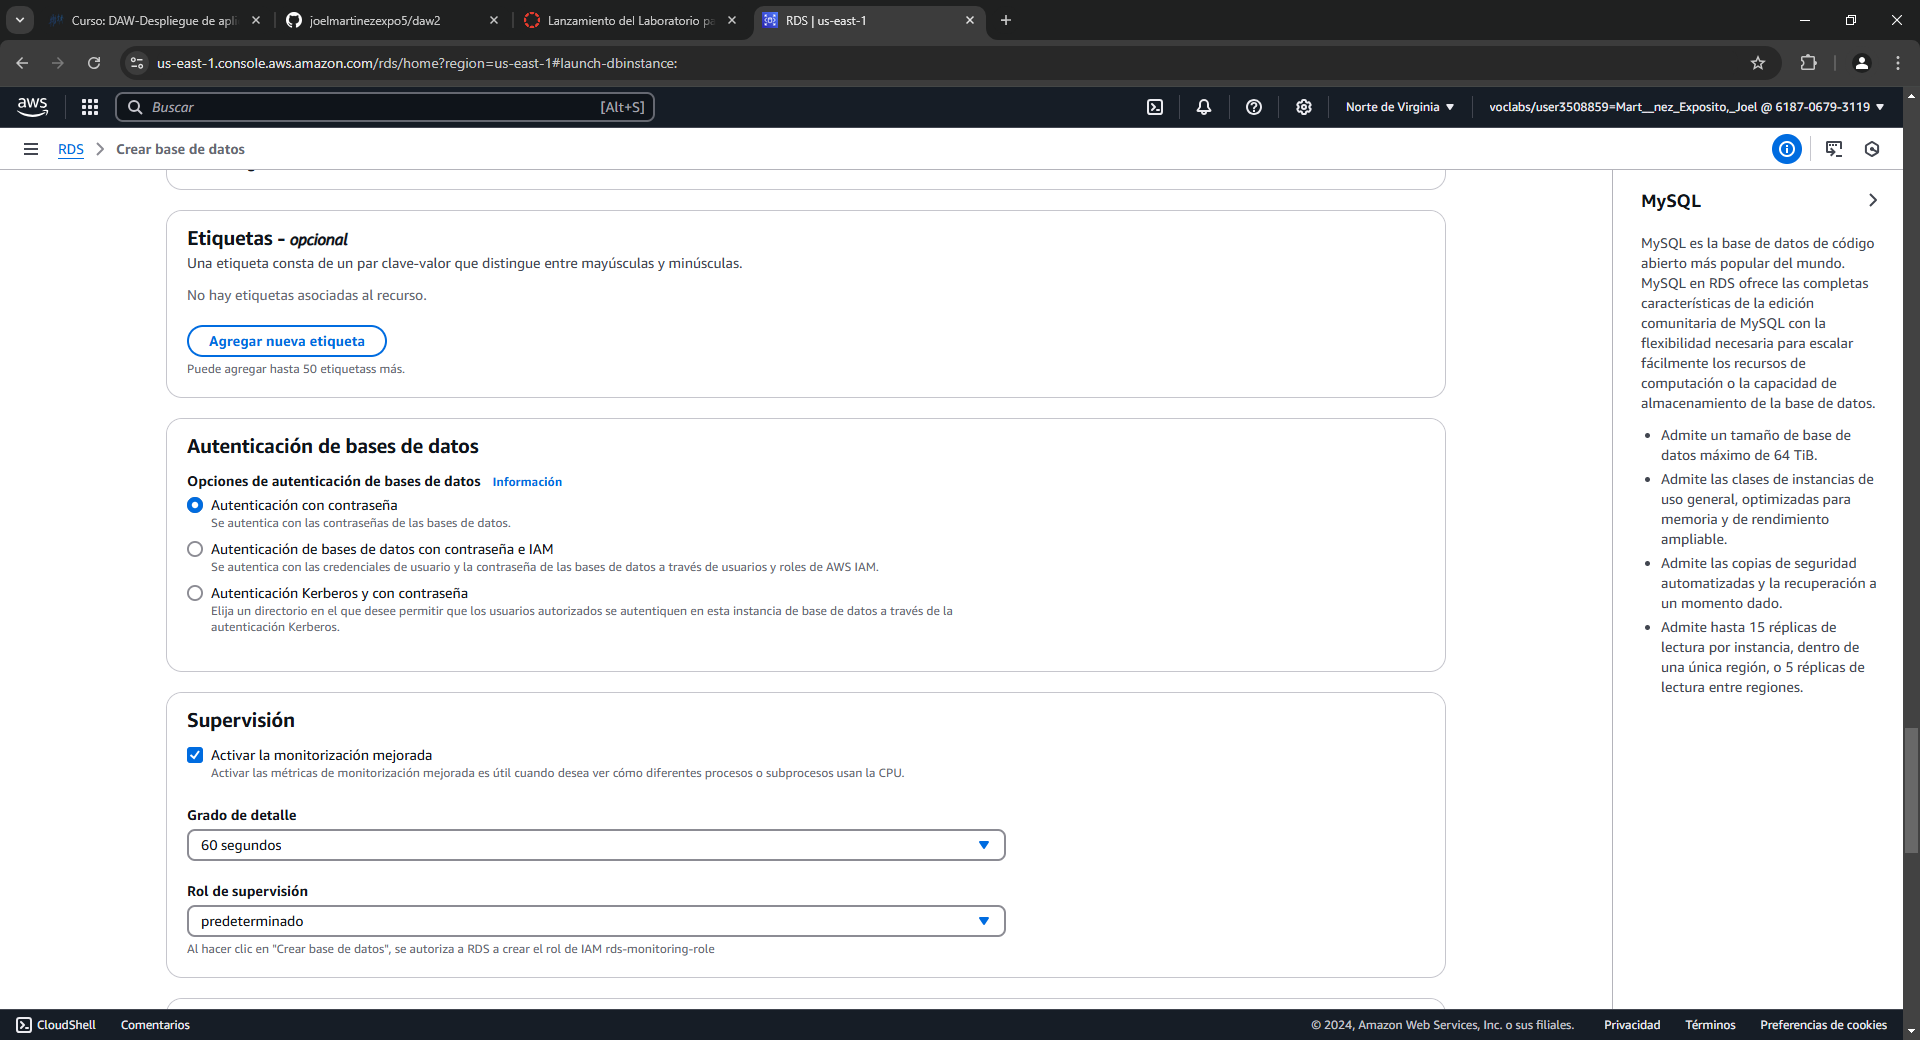 Curso: DAW-Despliegue de apli
joelmartinezexpo5/daw2
Lanzamiento del Laboratorio pa
RDS | us-east-1
us-east-1.console.aws.amazon.com/rds/home?region=us-east-1#launch-dbinstance:
aws
Buscar
[Alt+S]
Norte de Virginia
voclabs/user3508859=Mart__nez_Exposito,_Joel @ 6187-0679-3119
RDS
Crear base de datos
Etiquetas - opcional
Una etiqueta consta de un par clave-valor que distingue entre mayúsculas y minúsculas.
No hay etiquetas asociadas al recurso.
Agregar nueva etiqueta
Puede agregar hasta 50 etiquetass más.
Autenticación de bases de datos
Opciones de autenticación de bases de datos Información
Autenticación con contraseña
Se autentica con las contraseñas de las bases de datos.
Autenticación de bases de datos con contraseña e IAM
Se autentica con las credenciales de usuario y la contraseña de las bases de datos a través de usuarios y roles de AWS IAM.
Autenticación Kerberos y con contraseña
Elija un directorio en el que desee permitir que los usuarios autorizados se autentiquen en esta instancia de base de datos a través de la
autenticación Kerberos.
Supervisión
Activar la monitorización mejorada
Activar las métricas de monitorización mejorada es útil cuando desea ver cómo diferentes procesos o subprocesos usan la CPU.
Grado de detalle
60 segundos
Rol de supervisión
predeterminado
Al hacer clic en "Crear base de datos", se autoriza a RDS a crear el rol de IAM rds-monitoring-role
MySQL
MySQL es la base de datos de código
abierto más popular del mundo.
MySQL en RDS ofrece las completas
características de la edición
comunitaria de MySQL con la
flexibilidad necesaria para escalar
fácilmente los recursos de
computación o la capacidad de
almacenamiento de la base de datos.
Admite un tamaño de base de
datos máximo de 64 TiB.
Admite las clases de instancias de
uso general, optimizadas para
memoria y de rendimiento
ampliable.
Admite las copias de seguridad
automatizadas y la recuperación a
un momento dado.
Admite hasta 15 réplicas de
lectura por instancia, dentro de
una única región, o 5 réplicas de
lectura entre regiones.
CloudShell
Comentarios
© 2024, Amazon Web Services, Inc. o sus filiales.
Privacidad
Términos
Preferencias de cookies